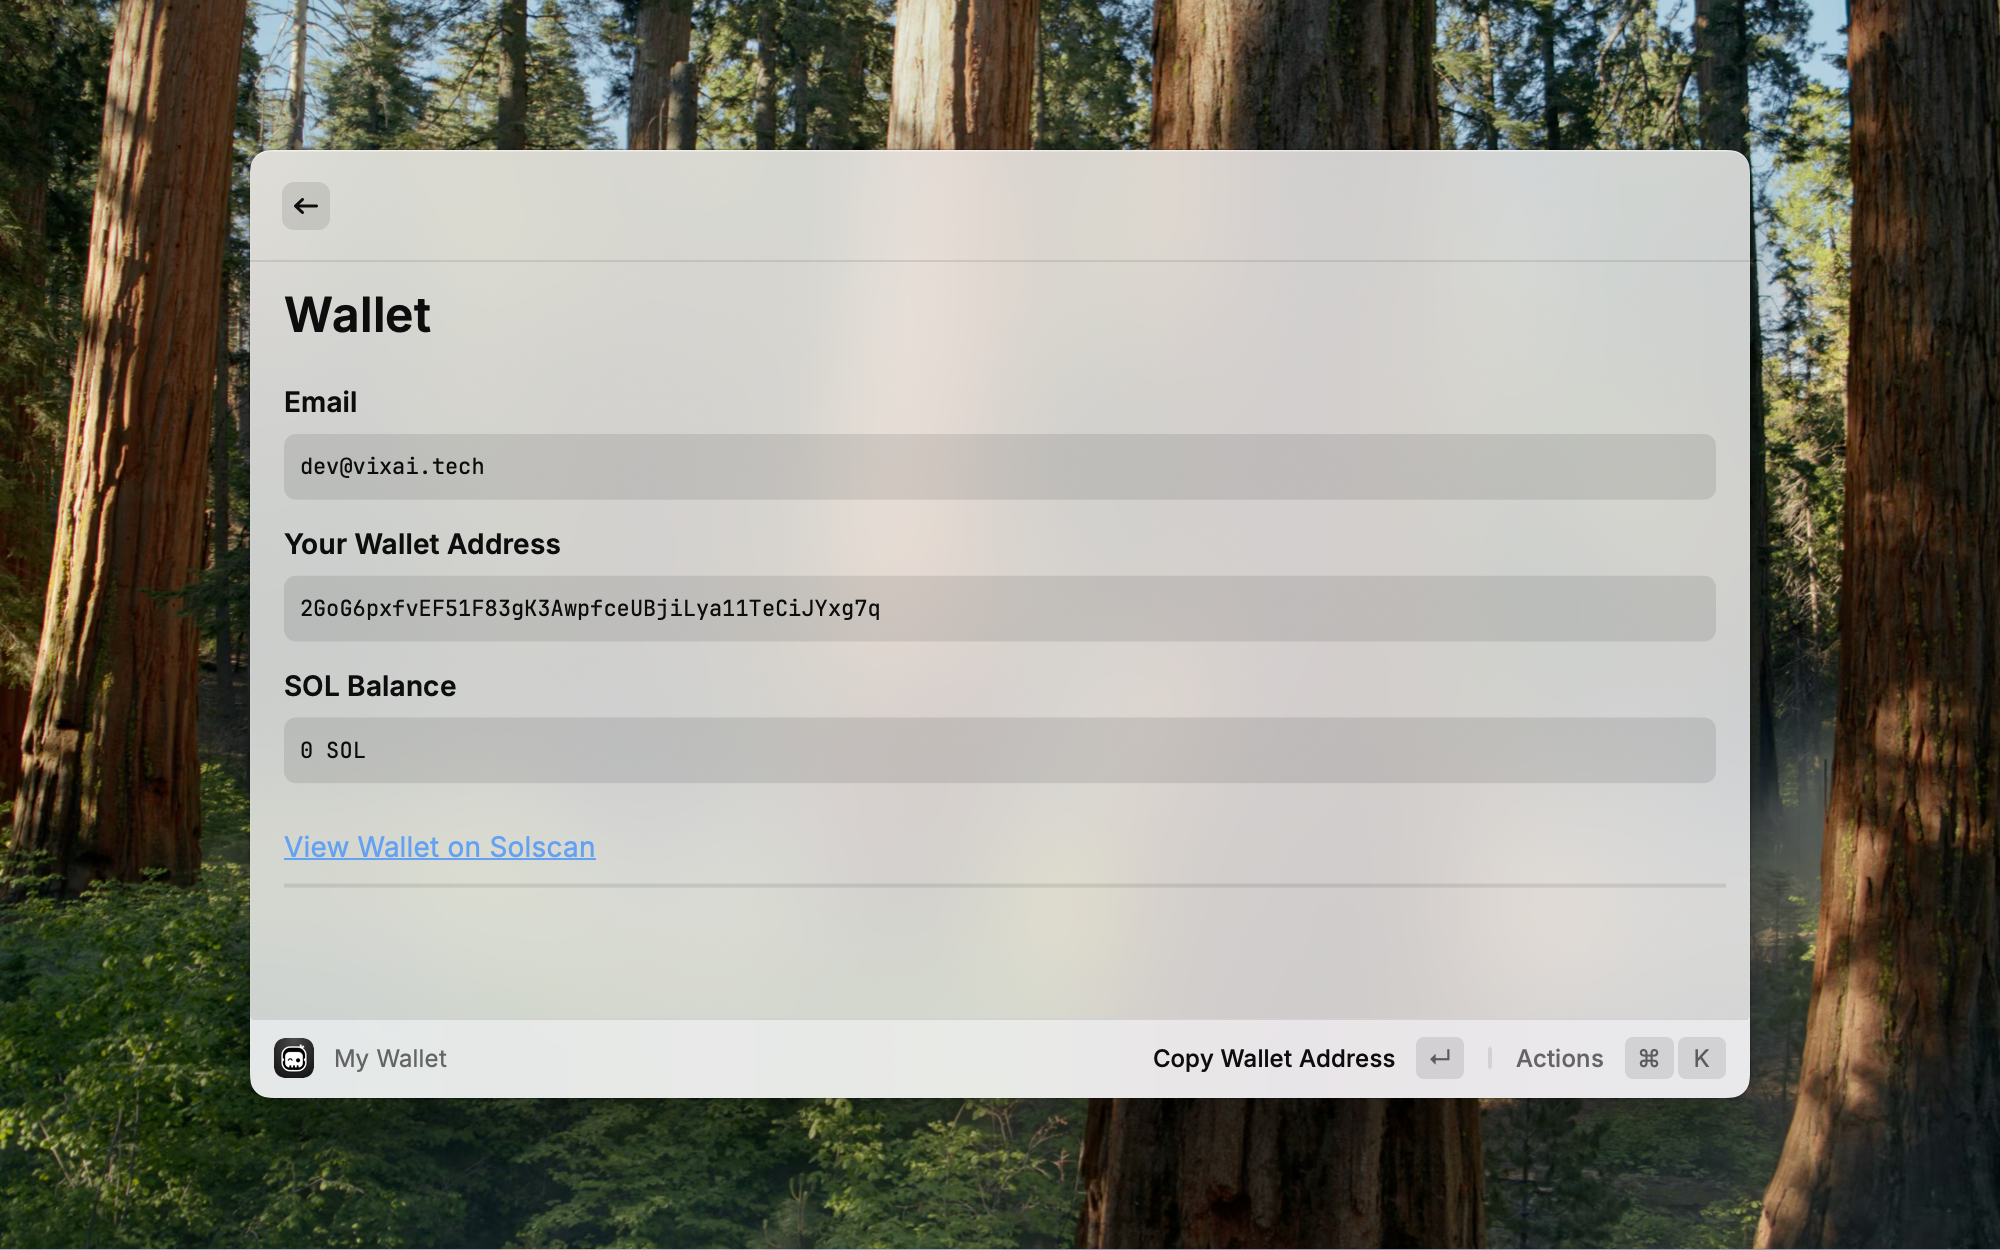 Wallet
Email
dev@vixai.tech
Your Wallet Address
2GoG6pxfvEF51F83gK3AwpfceUBjiLya11TeCiJYxg7q
SOL Balance
0 SOL
View Wallet on Solscan
My Wallet
Copy Wallet Address
Actions ⌘ K